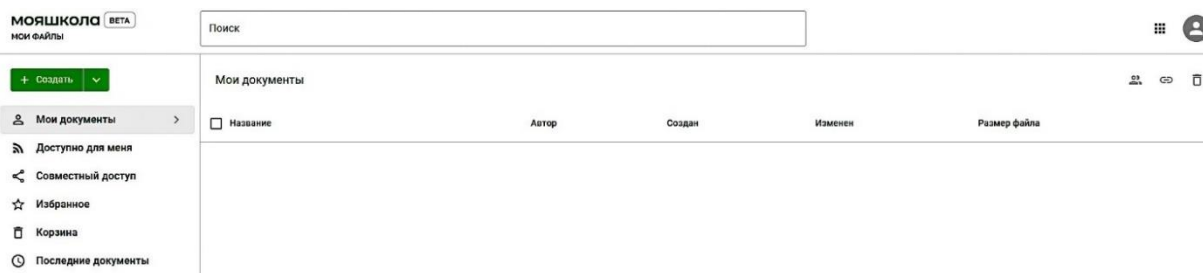 МОЯШКОЛА BETA
МОИ ФАЙЛЫ
Поиск
+ Создать
Мои документы
Доступно для меня
Совместный доступ
Избранное
Корзина
Последние документы
Мои документы
Название Автор Создан Изменен Размер файла